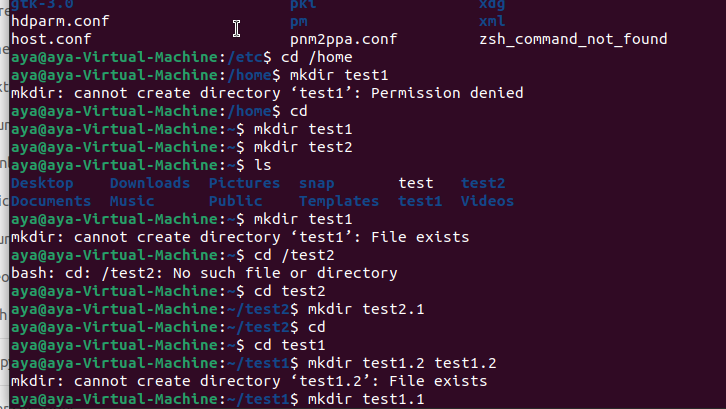 gtk-3.0 pki xdg
hdparm.conf pm xml
host.conf pnm2ppa.conf zsh_command_not_found
aya@aya-Virtual-Machine:/etc$ cd /home
aya@aya-Virtual-Machine:/home$ mkdir test1
mkdir: cannot create directory ‘test1’: Permission denied
aya@aya-Virtual-Machine:/home$ cd
aya@aya-Virtual-Machine:~$ mkdir test1
aya@aya-Virtual-Machine:~$ mkdir test2
aya@aya-Virtual-Machine:~$ ls
Desktop Downloads Pictures snap test test2
Documents Music Public Templates test1 Videos
aya@aya-Virtual-Machine:~$ mkdir test1
mkdir: cannot create directory ‘test1’: File exists
aya@aya-Virtual-Machine:~$ cd /test2
bash: cd: /test2: No such file or directory
aya@aya-Virtual-Machine:~$ cd test2
aya@aya-Virtual-Machine:~/test2$ mkdir test2.1
aya@aya-Virtual-Machine:~/test2$ cd
aya@aya-Virtual-Machine:~$ cd test1
aya@aya-Virtual-Machine:~/test1$ mkdir test1.2 test1.2
mkdir: cannot create directory ‘test1.2’: File exists
aya@aya-Virtual-Machine:~/test1$ mkdir test1.1